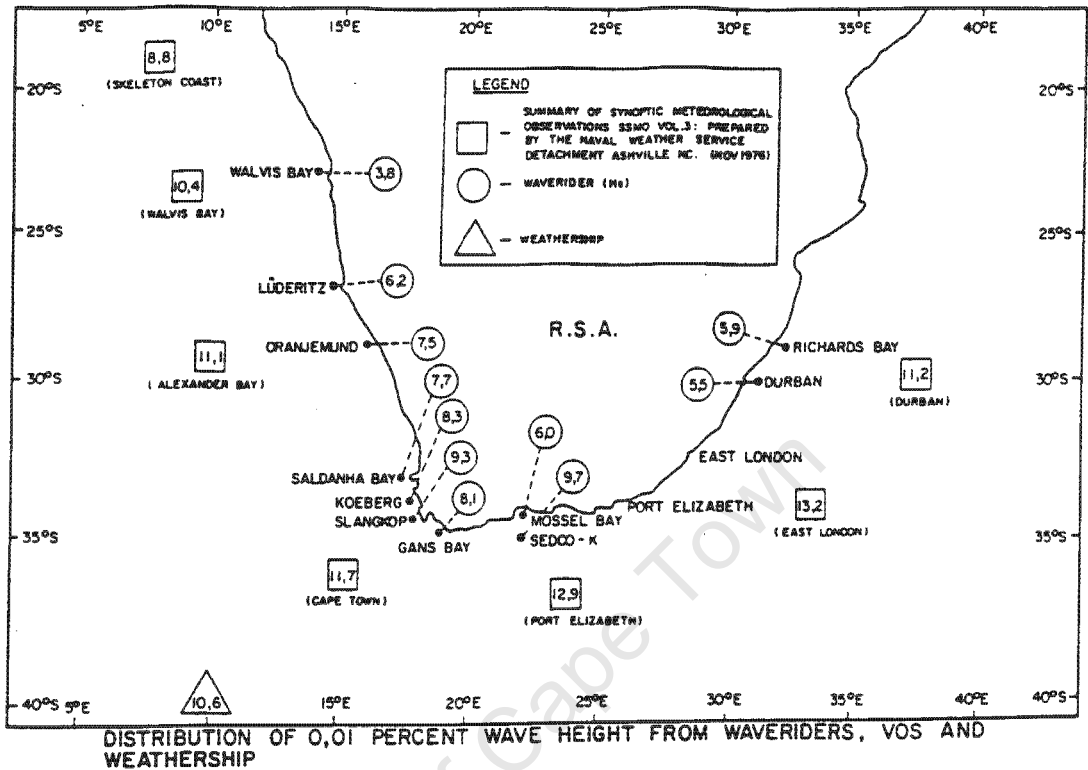 5°E 10°E 15°E 20°E 25°E 30°E 35°E 40°E
8,8
(SKELETON COAST)
20°S 20°S
LEGEND
SUMMARY OF SYNOPTIC METEOROLOGICAL
OBSERVATIONS SSMO VOL.3: PREPARED
BY THE NAVAL WEATHER SERVICE
DETACHMENT ASHVILLE NC. (NOV 1976)
WAVERIDER (Hs)
WEATHERSHIP
WALVIS BAY 3,8
10,4
(WALVIS BAY)
25°S 25°S
LÜDERITZ 6,2
R.S.A.
5,9
RICHARDS BAY
ORANJEMUND 7,5
11,1
(ALEXANDER BAY)
30°S 30°S
7,7
5,5 DURBAN
11,2
(DURBAN)
8,3
6,0
9,3
9,7
EAST LONDON
SALDANHA BAY
8,1
KOEBERG
PORT ELIZABETH
13,2
(EAST LONDON)
SLANGKOP
MOSSEL BAY
35°S 35°S
GANS BAY
SEDCO-K
11,7
(CAPE TOWN)
12,9
(PORT ELIZABETH)
10,6
40°S 5°E 15°E 20°E 25°E 30°E 35°E 40°E 40°S
DISTRIBUTION OF 0,01 PERCENT WAVE HEIGHT FROM WAVERIDERS, VOS AND
WEATHERSHIP
f Cape Town